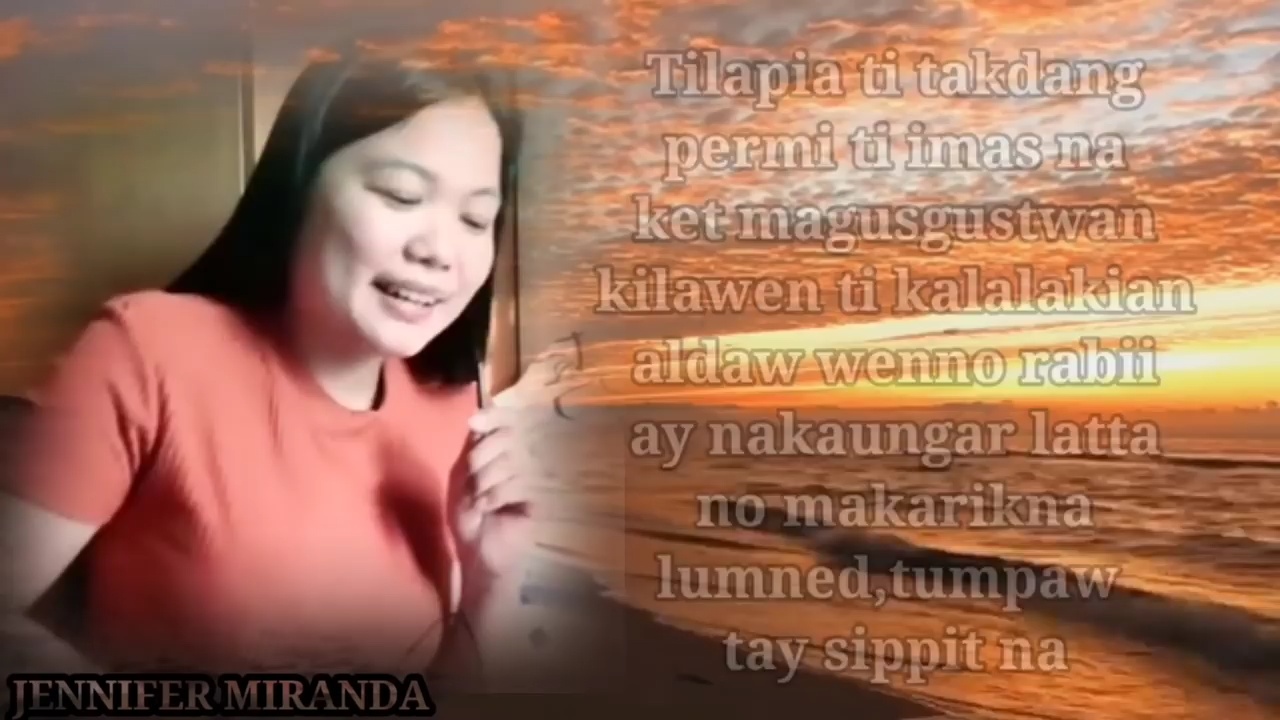 Tilapia ti takdang
permi ti imas na
ket magusgustwan
kilawen ti kalalakian
aldaw wenno rabii
ay nakaungar latta
no makarikna
lumned,tumpaw
tay sippit na
JENNIFER MIRANDA